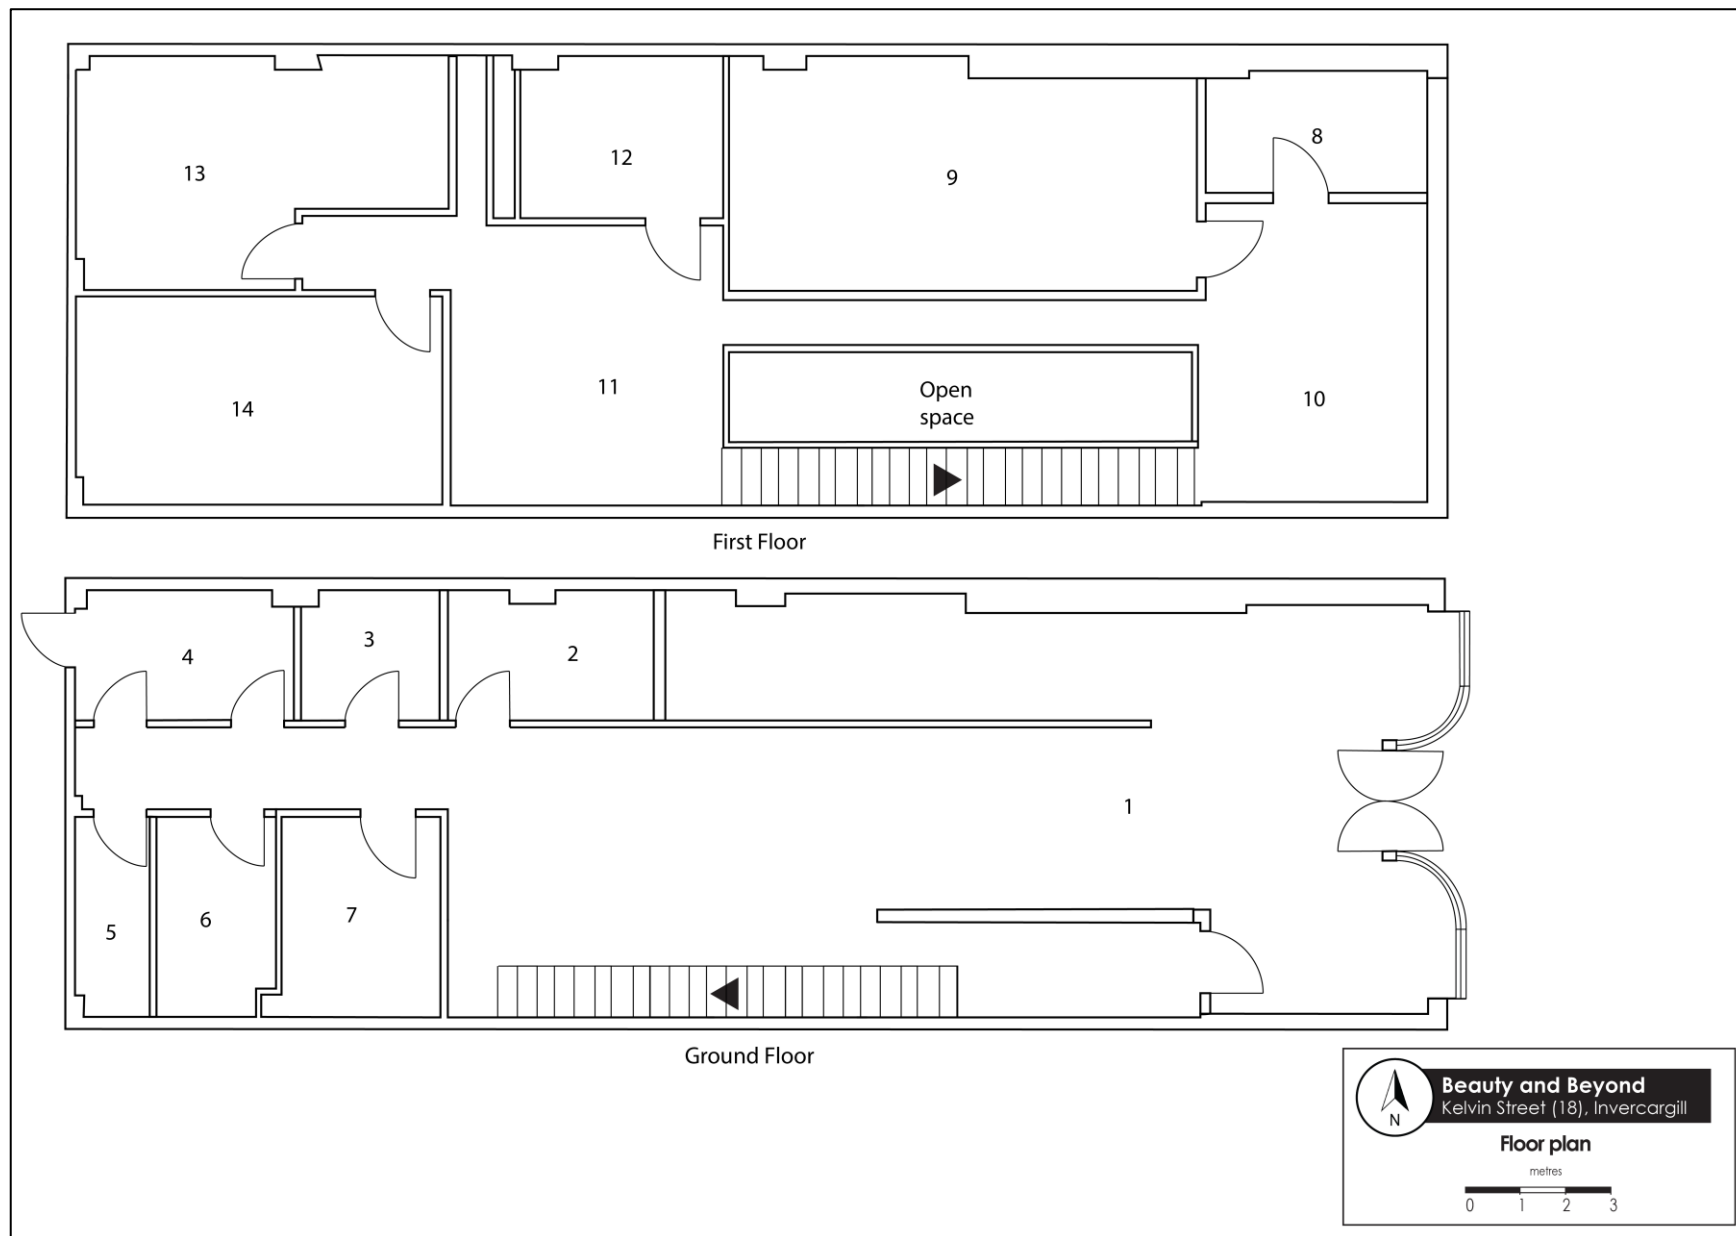 8
12
13
9
11
Open
space
10
14
First Floor
3
2
4
1
7
6
5
Ground Floor
Beauty and Beyond
Kelvin Street (18), Invercargill
N
Floor plan
metres
0 1 2 3